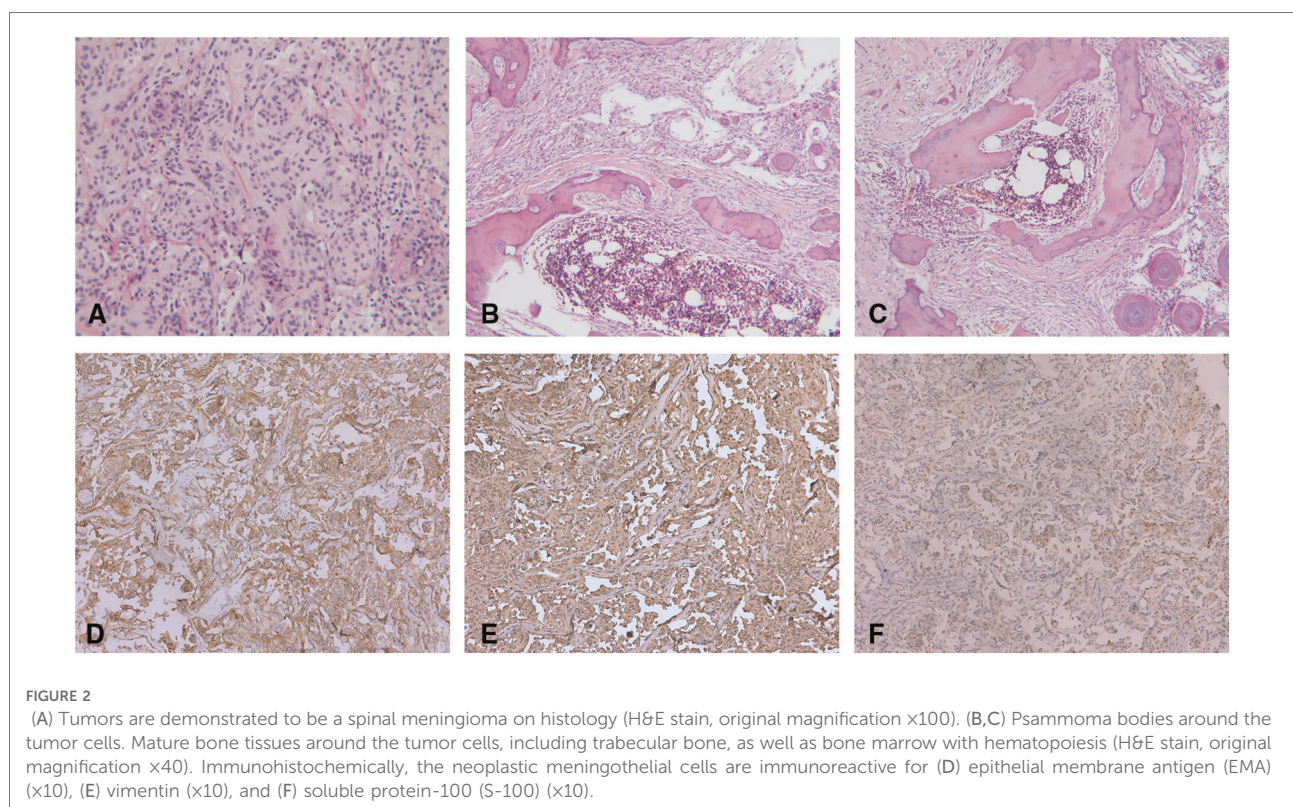 A
B
C
D
E
F
FIGURE 2
(A) Tumors are demonstrated to be a spinal meningioma on histology (H&E stain, original magnification ×100). (B,C) Psammoma bodies around the
tumor cells. Mature bone tissues around the tumor cells, including trabecular bone, as well as bone marrow with hematopoiesis (H&E stain, original
magnification ×40). Immunohistochemically, the neoplastic meningothelial cells are immunoreactive for (D) epithelial membrane antigen (EMA)
(×10), (E) vimentin (×10), and (F) soluble protein-100 (S-100) (×10).